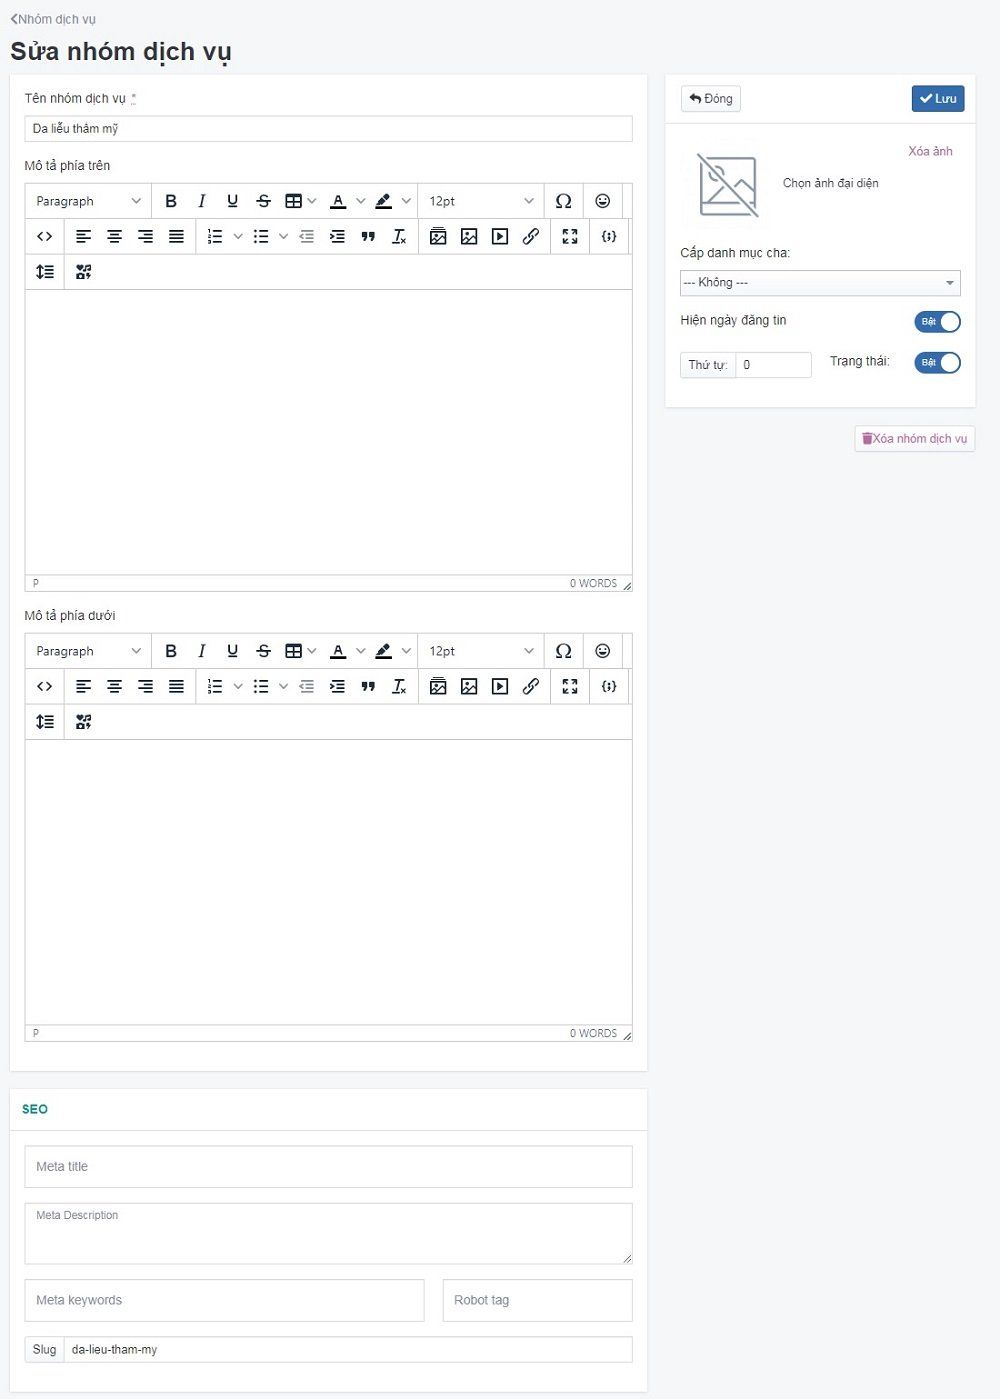 Nhóm dịch vụ
Sửa nhóm dịch vụ
Tên nhóm dịch vụ *
Da liễu thẩm mỹ
Mô tả phía trên
Paragraph
12pt
P
0 WORDS
Mô tả phía dưới
Paragraph
12pt
P
0 WORDS
SEO
Meta title
Meta Description
Meta keywords Robot tag
Slug da-lieu-tham-my
Đóng Lưu
Xóa ảnh
Chọn ảnh đại diện
Cấp danh mục cha:
--- Không ---
Hiện ngày đăng tin Bật
Thứ tự: 0 Trạng thái: Bật
Xóa nhóm dịch vụ